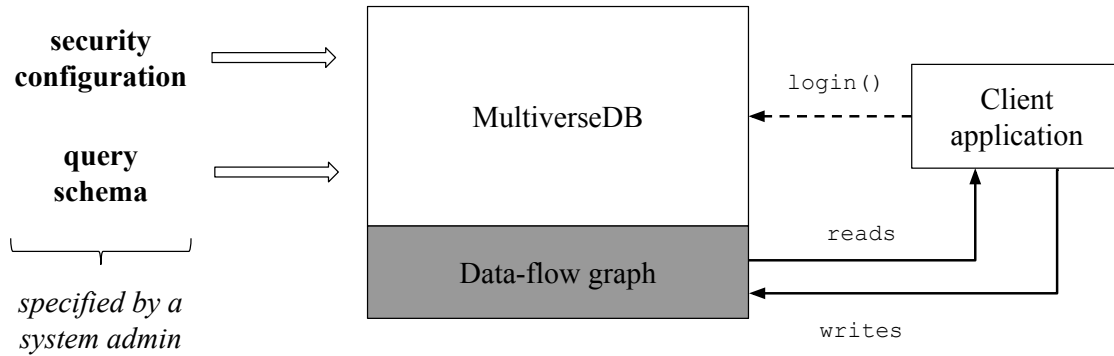 security
configuration
query
schema
specified by a
system admin
MultiverseDB
Data-flow graph
login()
Client
application
reads
writes